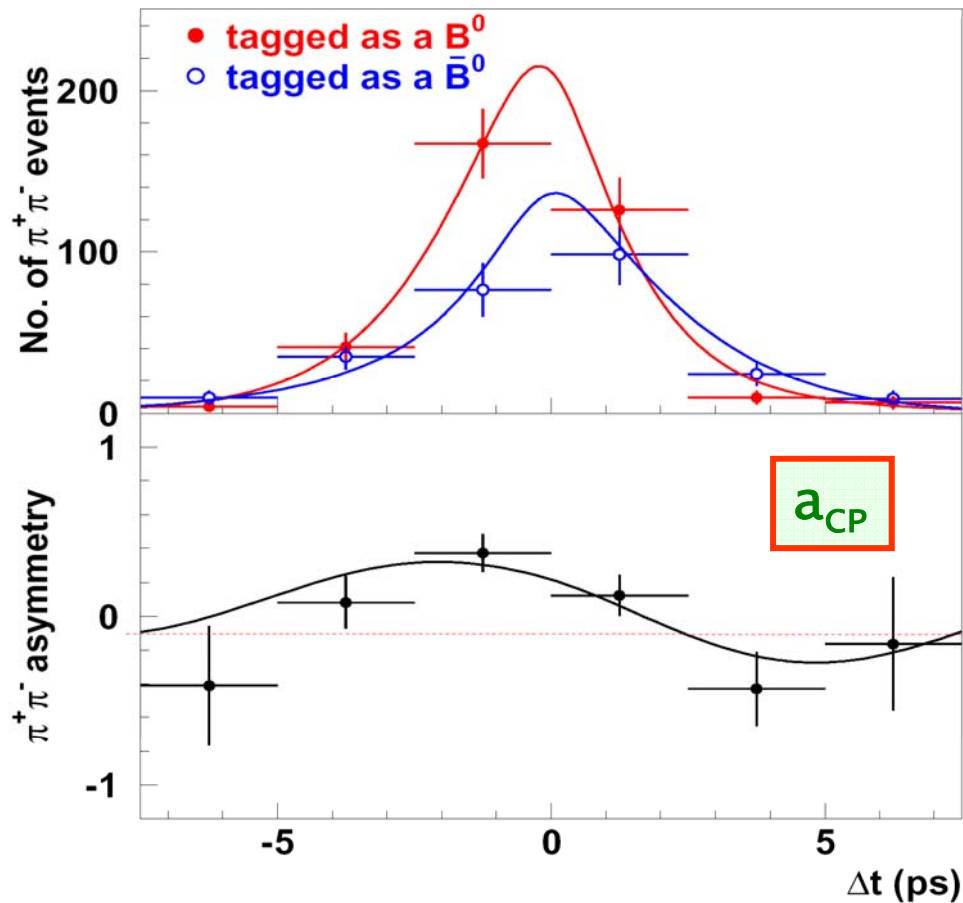 tagged as a B⁰
tagged as a B̄⁰
No. of π⁺π⁻ events
200
100
0
π⁺π⁻ asymmetry
1
0
-1
a_CP
-5
0
5
Δt (ps)